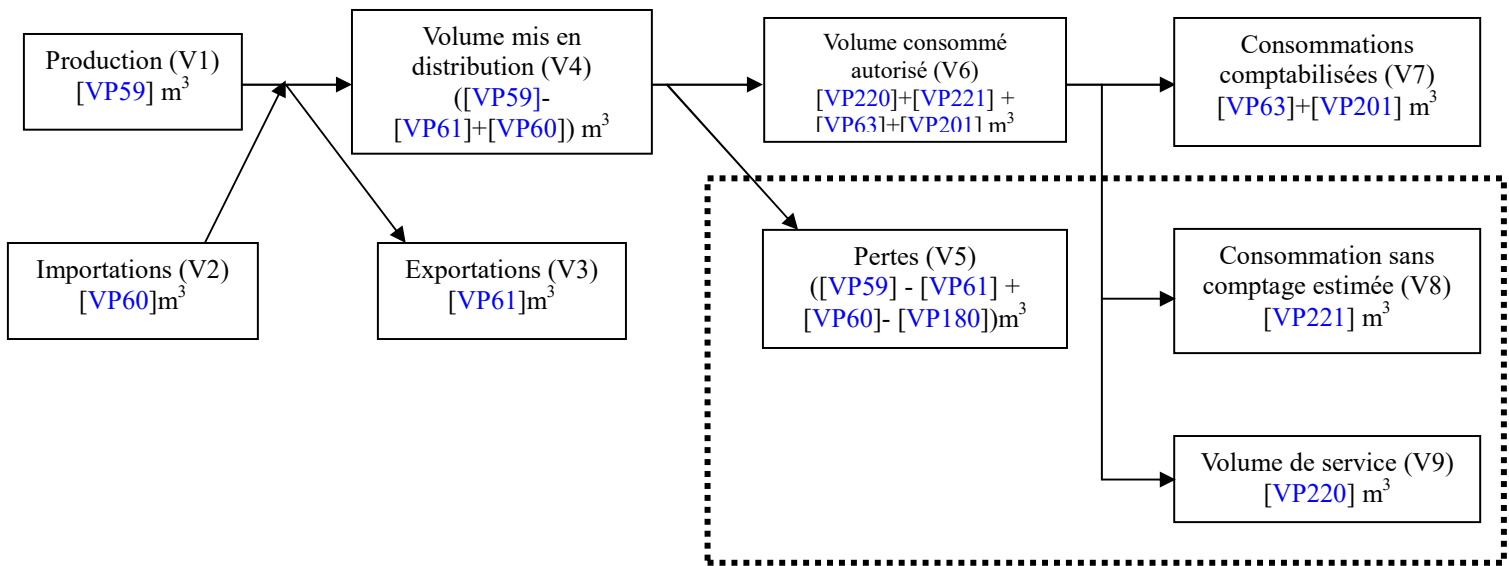 Production (V1)
[VP59] m³
Volume mis en
distribution (V4)
([VP59]-
[VP61]+[VP60]) m³
Volume consommé
autorisé (V6)
[VP220]+[VP221] +
[VP63]+[VP201] m³
Consommations
comptabilisées (V7)
[VP63]+[VP201] m³
Importations (V2)
[VP60]m³
Exportations (V3)
[VP61]m³
Pertes (V5)
([VP59] - [VP61] +
[VP60]- [VP180])m³
Consommation sans
comptage estimée (V8)
[VP221] m³
Volume de service (V9)
[VP220] m³